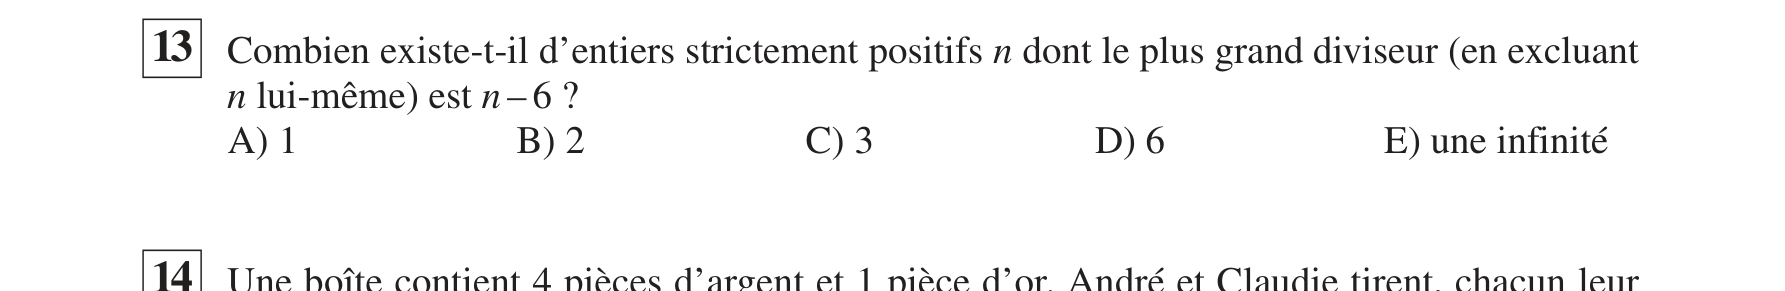 13 Combien existe-t-il d’entiers strictement positifs n dont le plus grand diviseur (en excluant
n lui-même) est n – 6 ?
A) 1 B) 2 C) 3 D) 6 E) une infinité
14 Une boîte contient 4 pièces d’argent et 1 pièce d’or. André et Claudie tirent, chacun leur